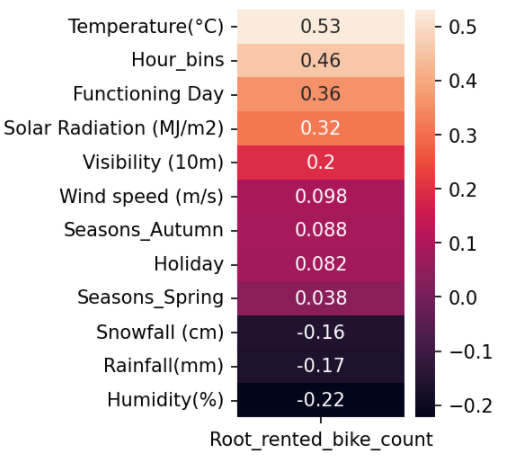 Temperature(°C) 0.53
Hour_bins 0.46
Functioning Day 0.36
Solar Radiation (MJ/m2) 0.32
Visibility (10m) 0.2
Wind speed (m/s) 0.098
Seasons_Autumn 0.088
Holiday 0.082
Seasons_Spring 0.038
Snowfall (cm) -0.16
Rainfall(mm) -0.17
Humidity(%) -0.22
Root_rented_bike_count
0.5
0.4
0.3
0.2
0.1
0.0
−0.1
−0.2